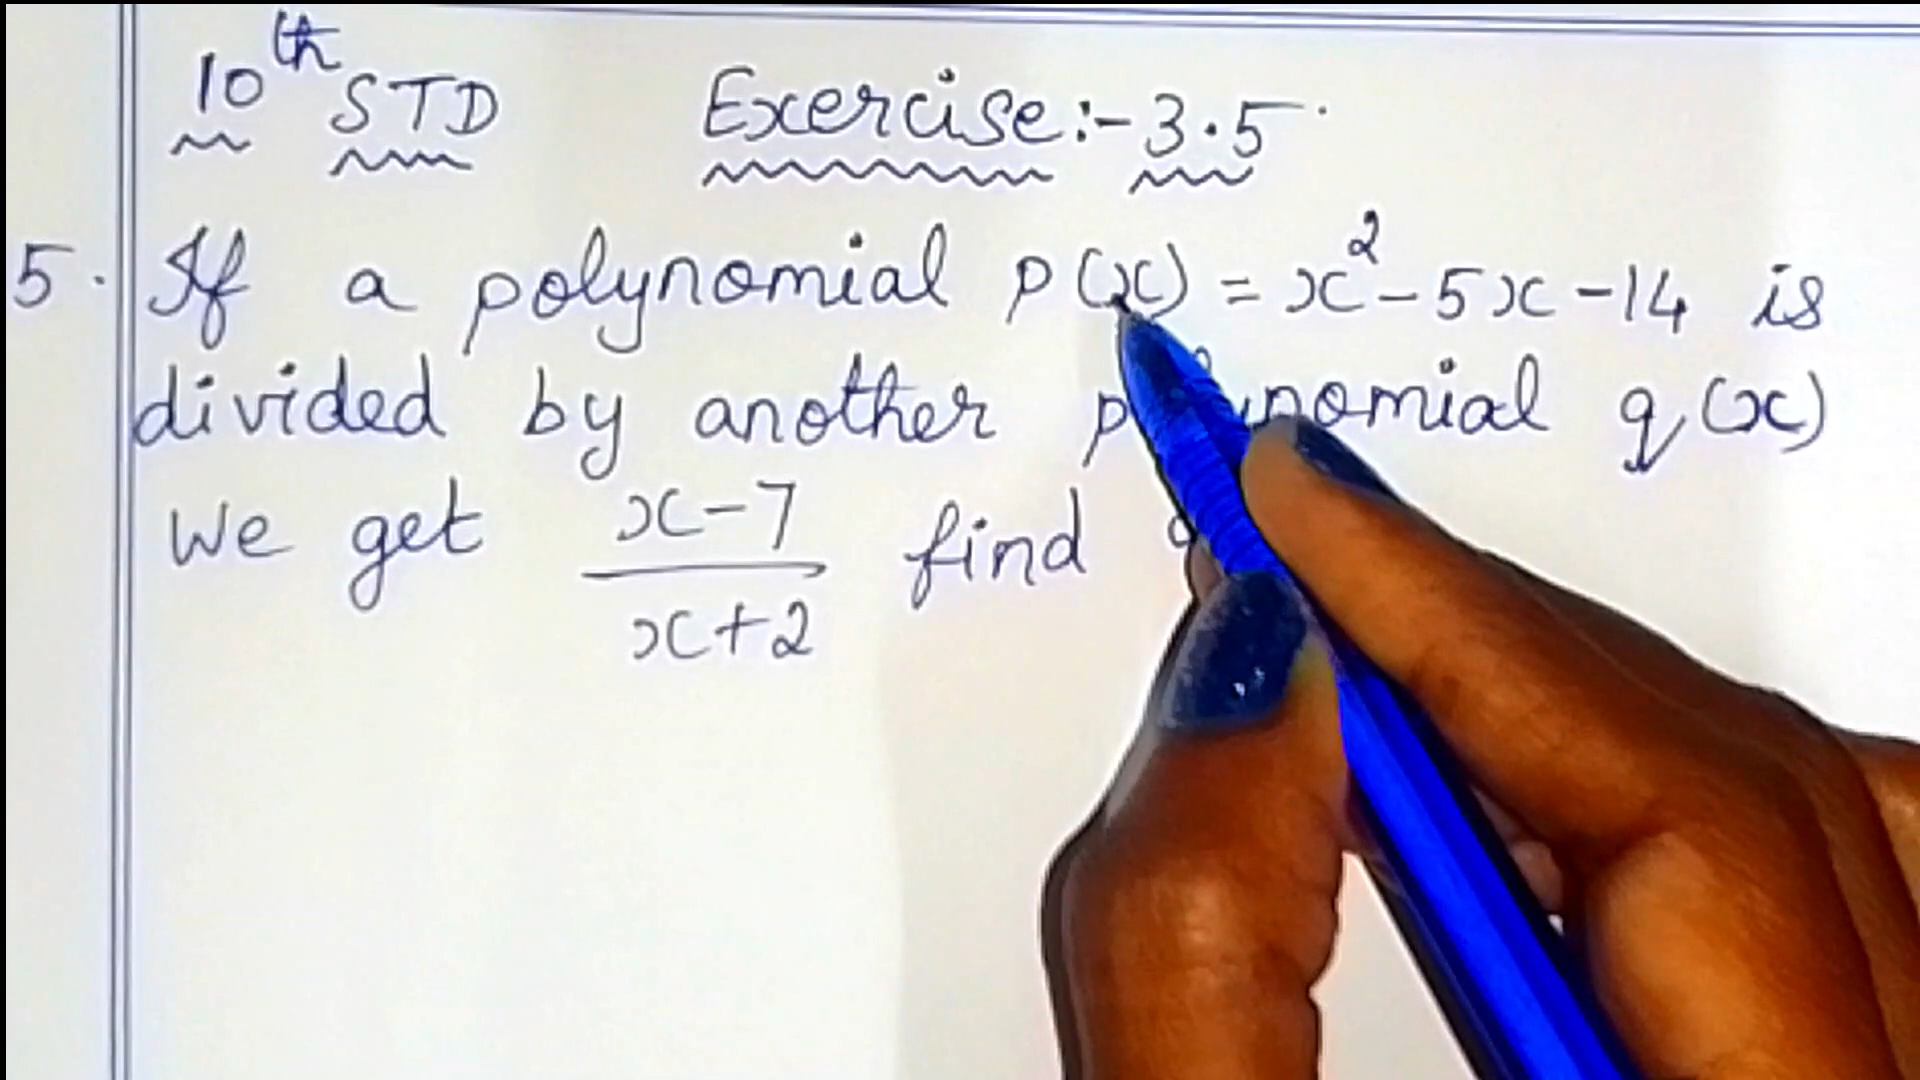 10th STD Exercise:- 3.5
5. If a polynomial p(x) = x² - 5x - 14 is
divided by another nomial q(x)
We get x-7 find
x+2